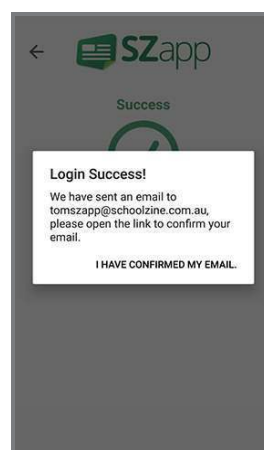 SZapp
Success
Login Success!
We have sent an email to
tomszapp@schoolzine.com.au,
please open the link to confirm your
email.
I HAVE CONFIRMED MY EMAIL.